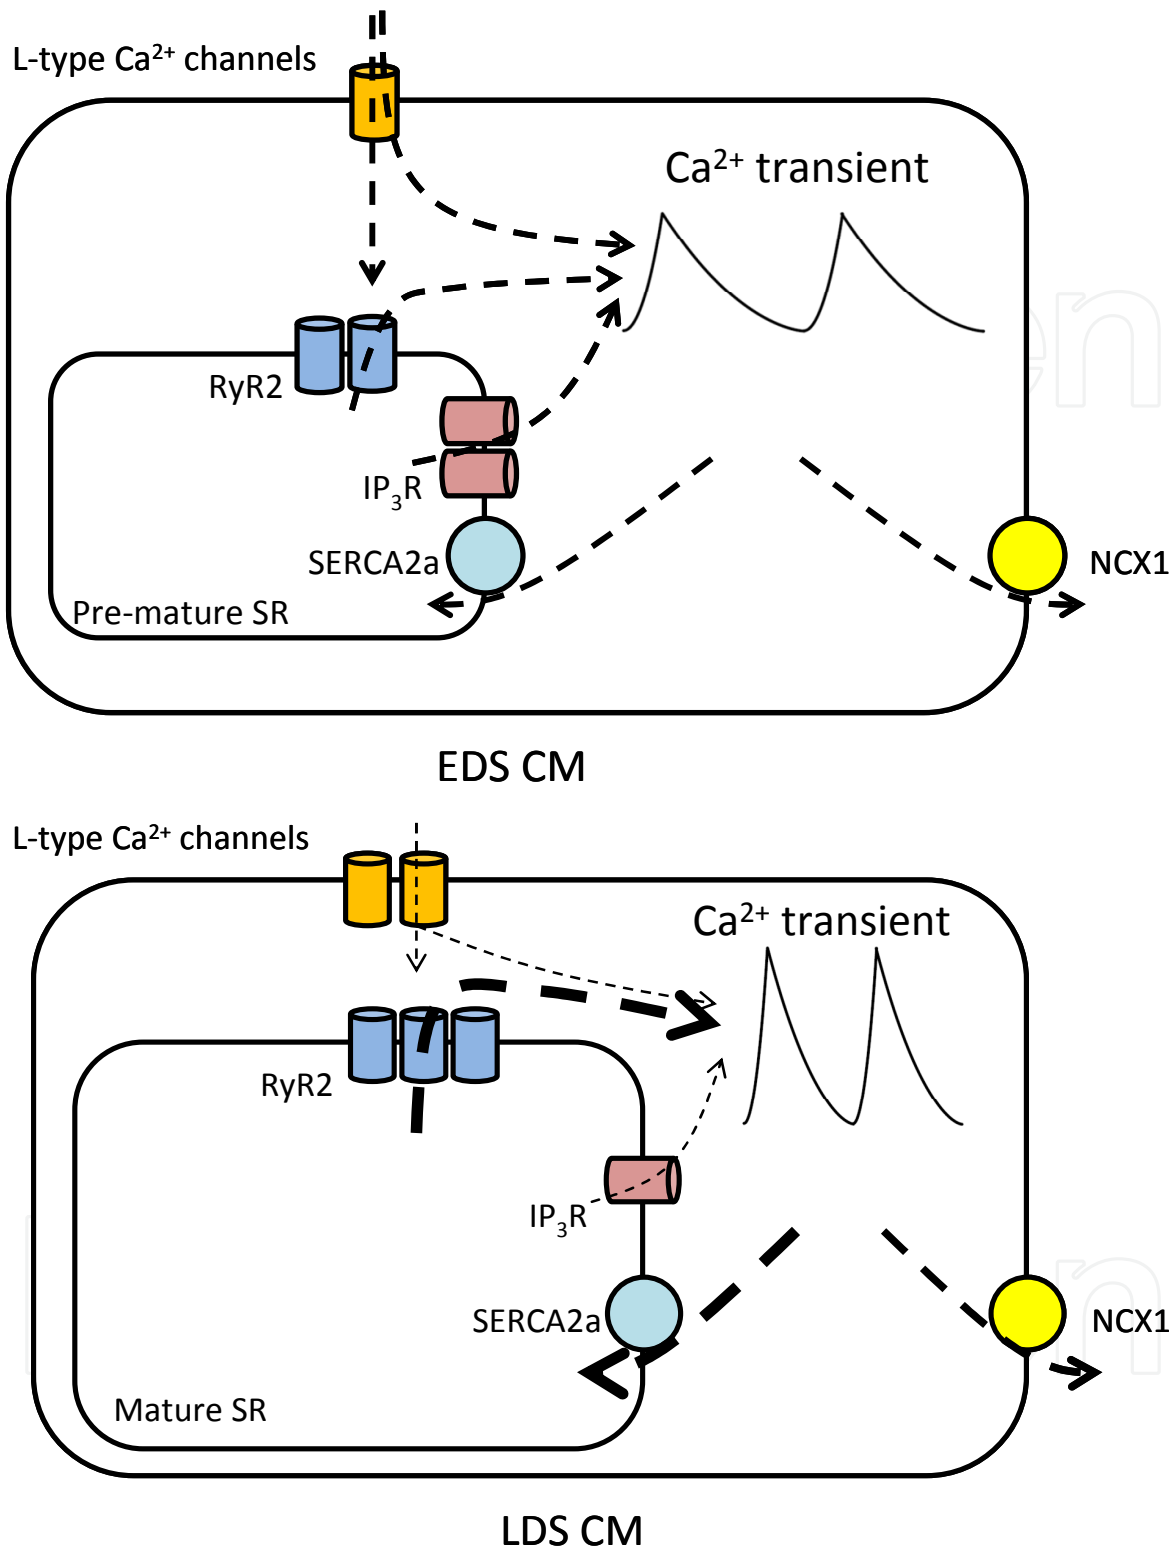 L-type Ca²⁺ channels
Ca²⁺ transient
RyR2
IP₃R
SERCA2a
NCX1
Pre-mature SR
EDS CM
L-type Ca²⁺ channels
Ca²⁺ transient
RyR2
IP₃R
SERCA2a
NCX1
Mature SR
LDS CM